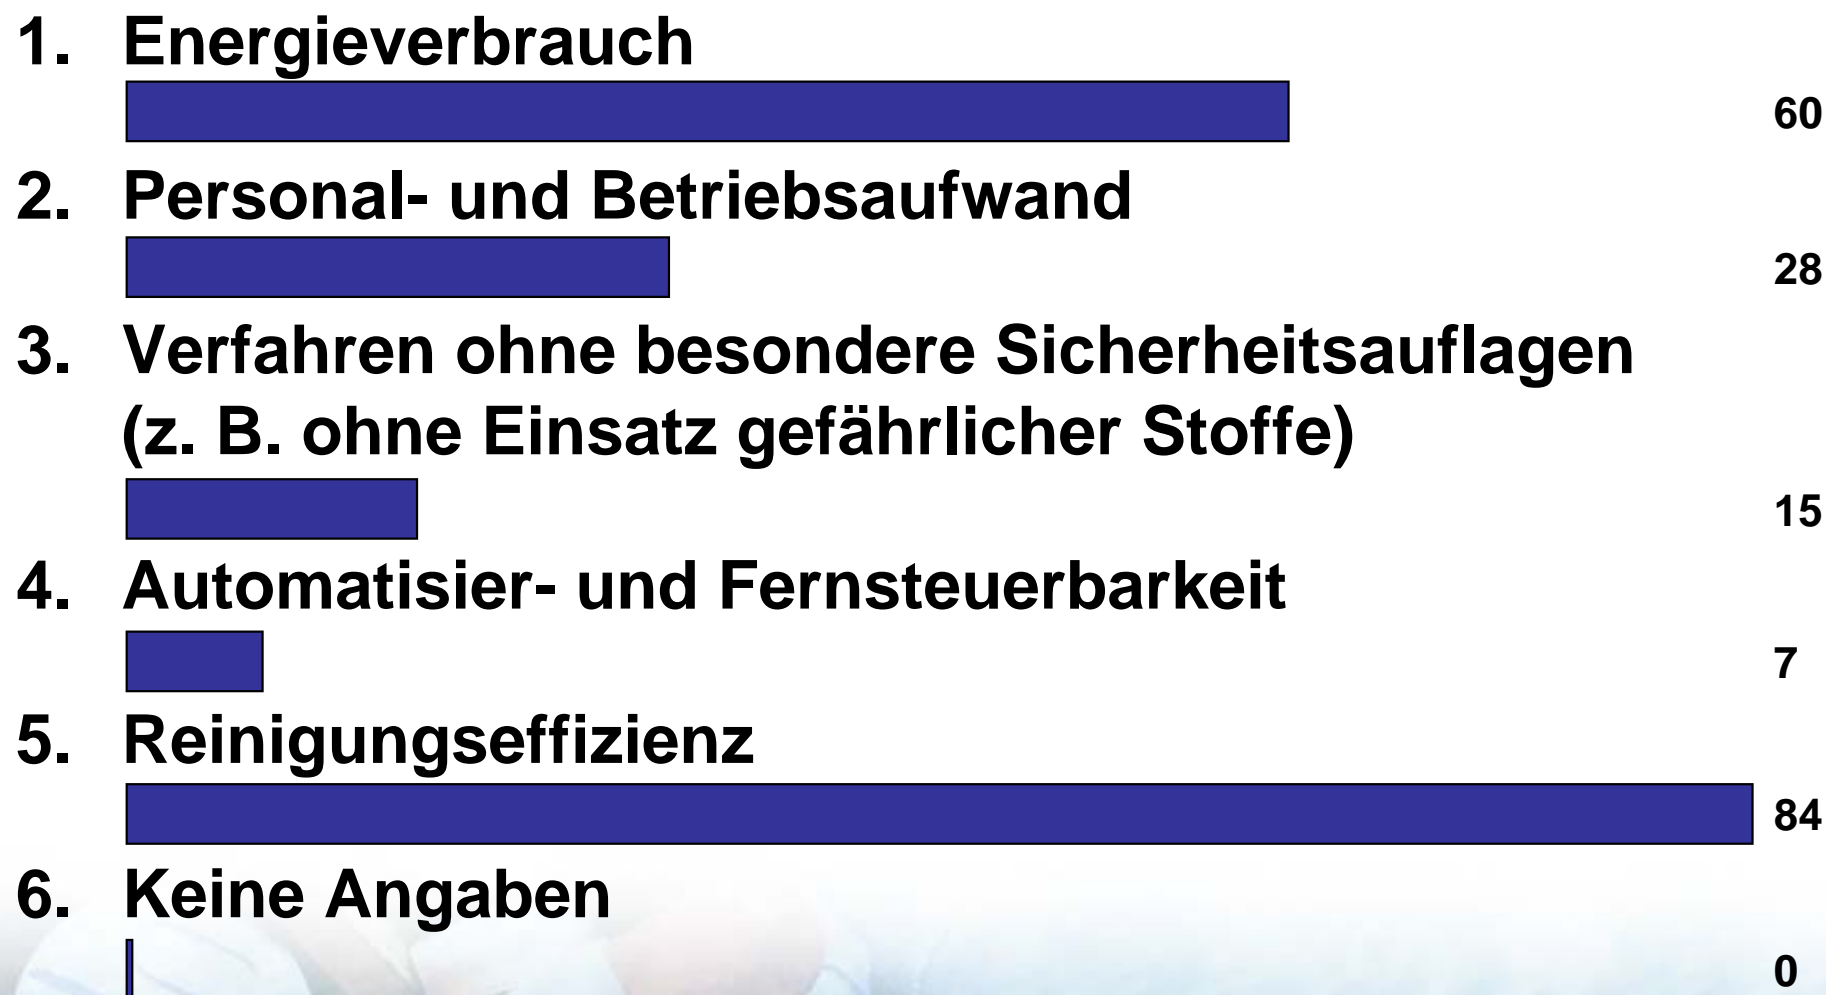 1. Energieverbrauch
60
2. Personal- und Betriebsaufwand
28
3. Verfahren ohne besondere Sicherheitsauflagen
(z. B. ohne Einsatz gefährlicher Stoffe)
15
4. Automatisier- und Fernsteuerbarkeit
7
5. Reinigungseffizienz
84
6. Keine Angaben
0